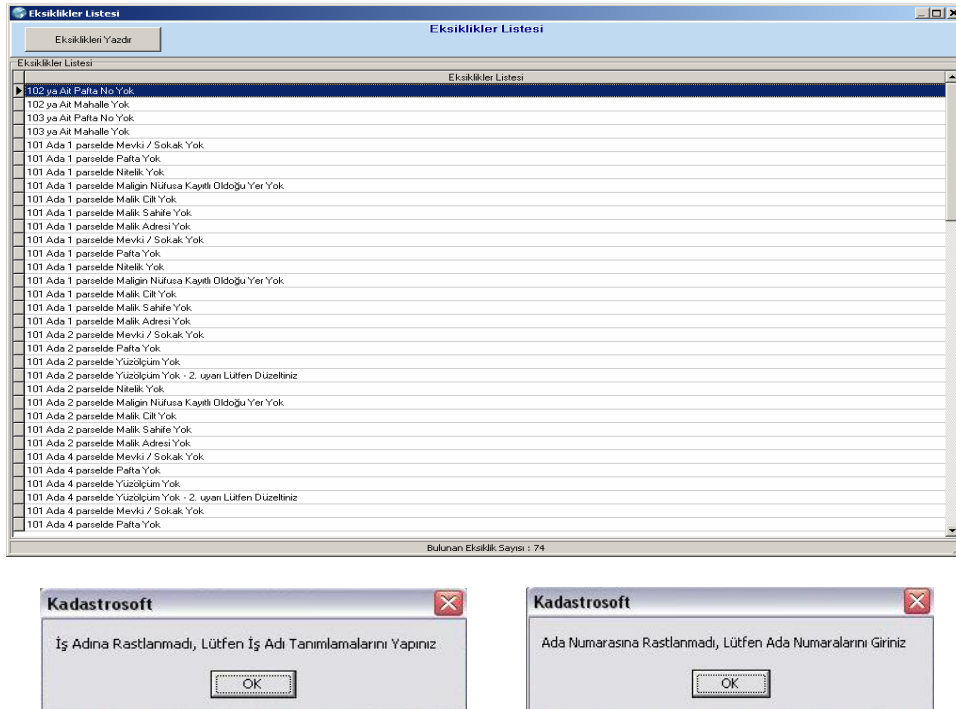 Eksiklikler Listesi
Eksiklikleri Yazdır
Eksiklikler Listesi
Eksiklikler Listesi
Eksiklikler Listesi
102 ya Ait Pafta No Yok
102 ya Ait Mahalle Yok
103 ya Ait Pafta No Yok
103 ya Ait Mahalle Yok
101 Ada 1 parselde Mevki / Sokak Yok
101 Ada 1 parselde Pafta Yok
101 Ada 1 parselde Nitelik Yok
101 Ada 1 parselde Maligin Nüfusa Kayıtlı Oldoğu Yer Yok
101 Ada 1 parselde Malik Cilt Yok
101 Ada 1 parselde Malik Sahife Yok
101 Ada 1 parselde Malik Adresi Yok
101 Ada 1 parselde Mevki / Sokak Yok
101 Ada 1 parselde Pafta Yok
101 Ada 1 parselde Nitelik Yok
101 Ada 1 parselde Maligin Nüfusa Kayıtlı Oldoğu Yer Yok
101 Ada 1 parselde Malik Cilt Yok
101 Ada 1 parselde Malik Sahife Yok
101 Ada 1 parselde Malik Adresi Yok
101 Ada 2 parselde Mevki / Sokak Yok
101 Ada 2 parselde Pafta Yok
101 Ada 2 parselde Yüzölçüm Yok
101 Ada 2 parselde Yüzölçüm Yok - 2. uyarı Lütfen Düzeltiniz
101 Ada 2 parselde Nitelik Yok
101 Ada 2 parselde Maligin Nüfusa Kayıtlı Oldoğu Yer Yok
101 Ada 2 parselde Malik Cilt Yok
101 Ada 2 parselde Malik Sahife Yok
101 Ada 2 parselde Malik Adresi Yok
101 Ada 4 parselde Mevki / Sokak Yok
101 Ada 4 parselde Pafta Yok
101 Ada 4 parselde Yüzölçüm Yok
101 Ada 4 parselde Yüzölçüm Yok - 2. uyarı Lütfen Düzeltiniz
101 Ada 4 parselde Mevki / Sokak Yok
101 Ada 4 parselde Pafta Yok
Bulunan Eksiklik Sayısı : 74
Kadastrosoft
İş Adına Rastlanmadı, Lütfen İş Adı Tanımlamalarını Yapınız
OK
Kadastrosoft
Ada Numarasına Rastlanmadı, Lütfen Ada Numaralarını Giriniz
OK